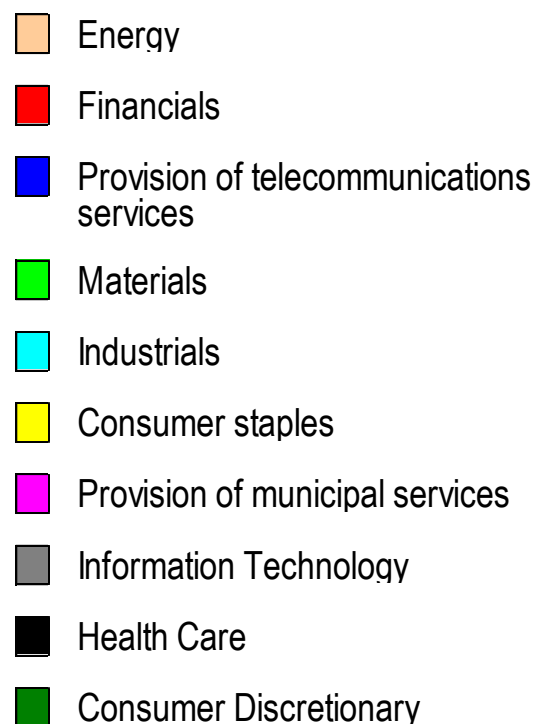 Energy
Financials
Provision of telecommunications
services
Materials
Industrials
Consumer staples
Provision of municipal services
Information Technology
Health Care
Consumer Discretionary